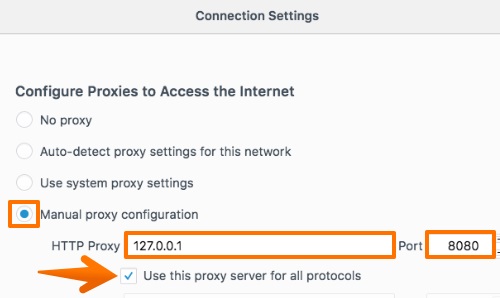 Connection Settings
Configure Proxies to Access the Internet
No proxy
Auto-detect proxy settings for this network
Use system proxy settings
Manual proxy configuration
HTTP Proxy 127.0.0.1 Port 8080
Use this proxy server for all protocols